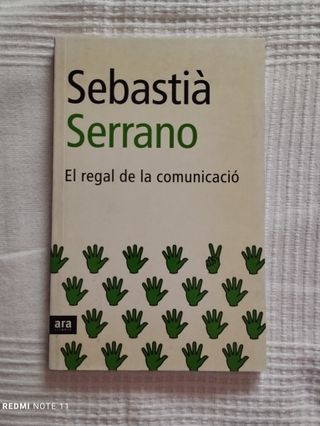 Sebastià
Serrano
El regal de la comunicació
ara
REDMI NOTE 11